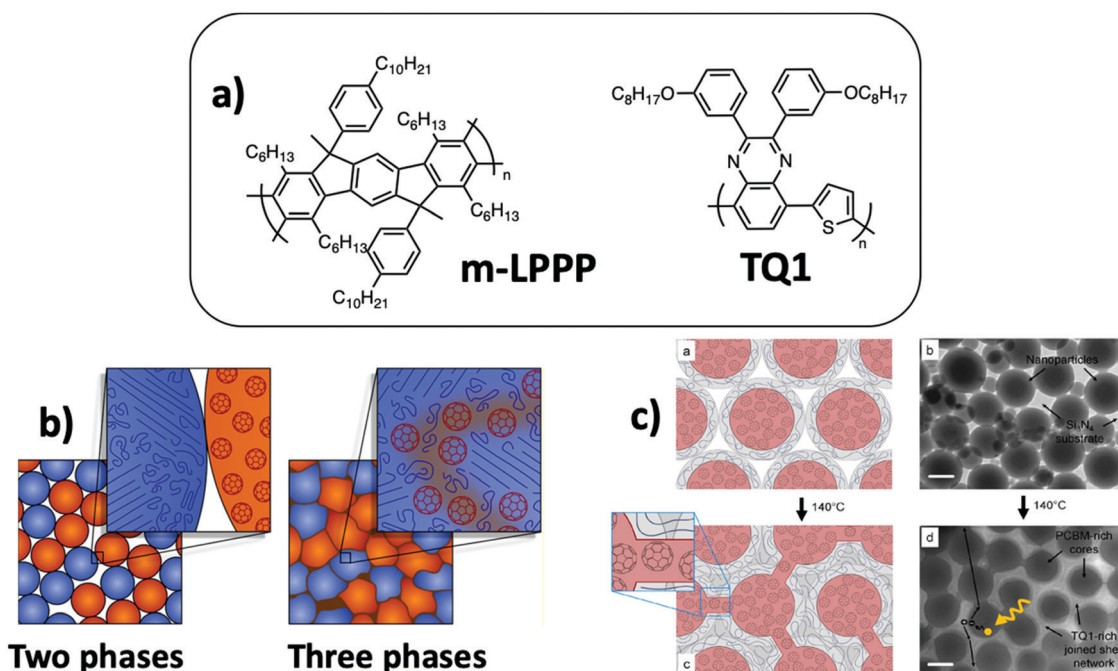 a)
C10H21
C6H13
C6H13
n
C6H13
C6H13
C10H21
m-LPPP
C8H17O
OC8H17
N
N
S
n
TQ1
b)
Two phases
Three phases
c)
a
140°C
c
b
Nanoparticles
Si3N4
substrate
140°C
d
PCBM-rich
cores
TQ1-rich
joined
network